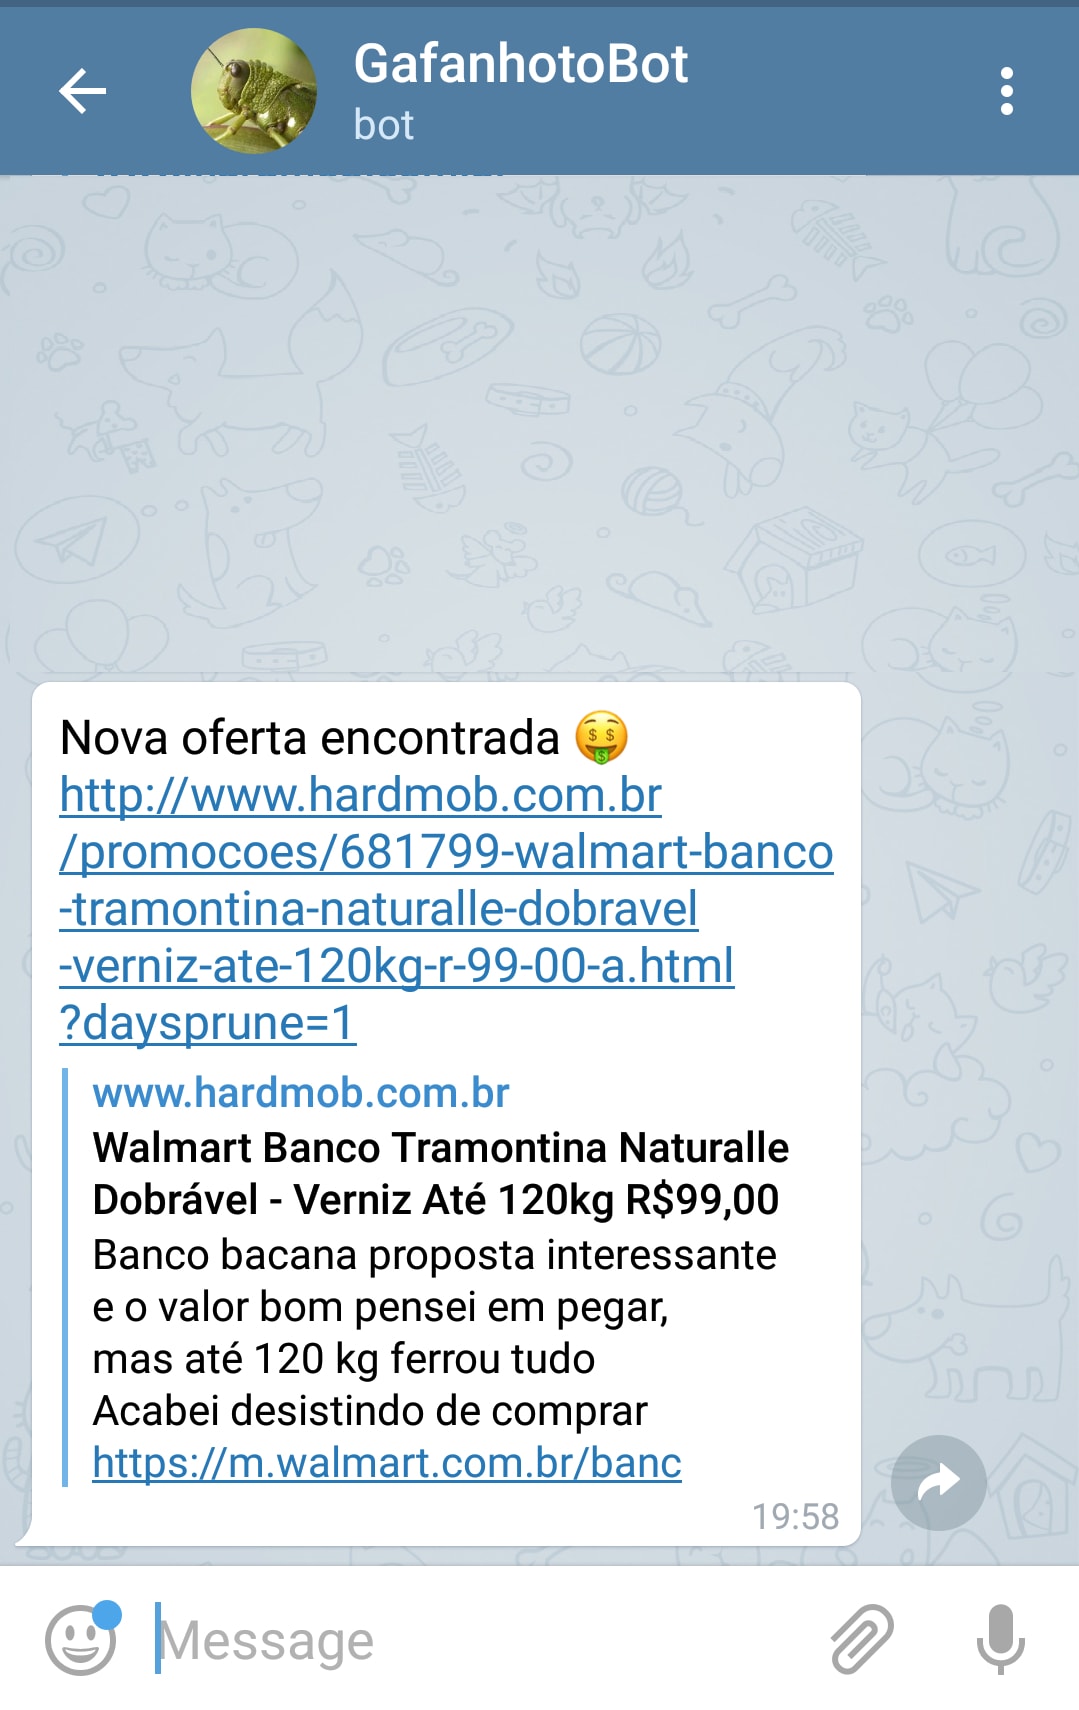 GafanhotoBot
bot
Nova oferta encontrada 🤑
http://www.hardmob.com.br
/promocoes/681799-walmart-banco
-tramontina-naturalle-dobravel
-verniz-ate-120kg-r-99-00-a.html
?daysprune=1
www.hardmob.com.br
Walmart Banco Tramontina Naturalle
Dobrável - Verniz Até 120kg R$99,00
Banco bacana proposta interessante
e o valor bom pensei em pegar,
mas até 120 kg ferrou tudo
Acabei desistindo de comprar
https://m.walmart.com.br/banc
19:58
Message